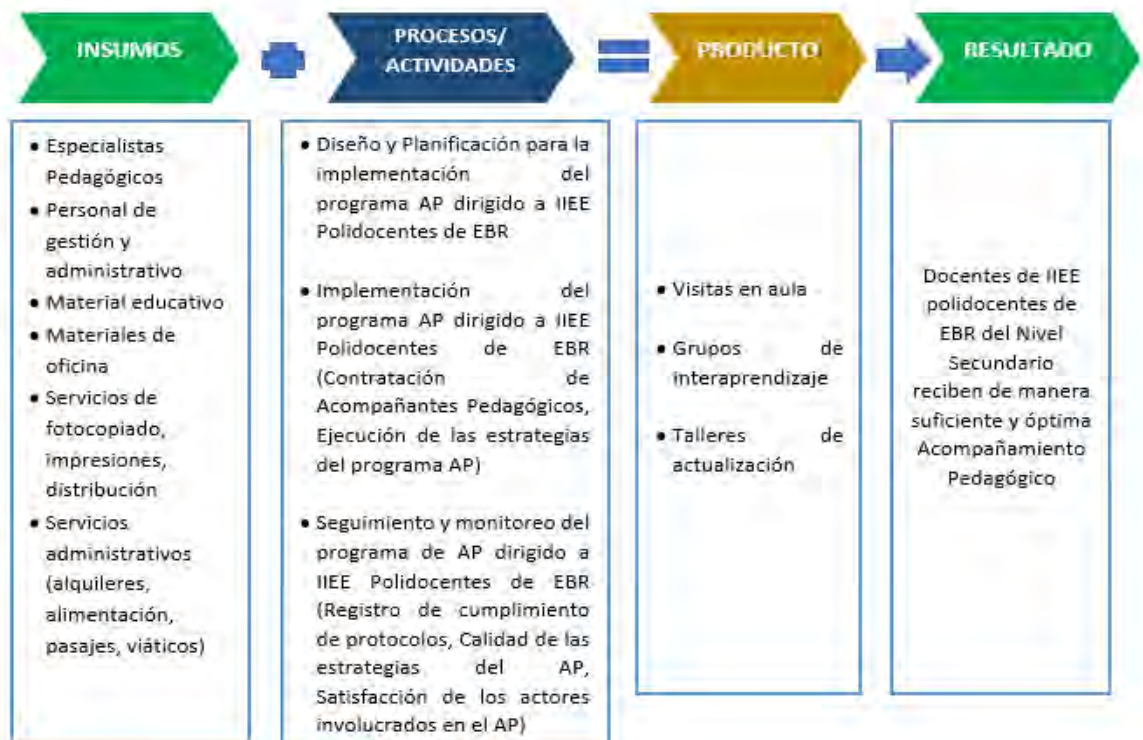 INSUMOS
PROCESOS/
ACTIVIDADES
PRODUCTO
RESULTADO
• Especialistas
Pedagógicos
• Personal de
gestión y
administrativo
• Material educativo
• Materiales de
oficina
• Servicios de
fotocopiado,
impresiones,
distribución
• Servicios
administrativos
(alquileres,
alimentación,
pasajes, viáticos)
• Diseño y Planificación para la
implementación del
programa AP dirigido a IIEE
Polidocentes de EBR
• Implementación del
programa AP dirigido a IIEE
Polidocentes de EBR
(Contratación de
Acompañantes Pedagógicos,
Ejecución de las estrategias
del programa AP)
• Seguimiento y monitoreo del
programa de AP dirigido a
IIEE Polidocentes de EBR
(Registro de cumplimiento
de protocolos, Calidad de las
estrategias del AP,
Satisfacción de los actores
involucrados en el AP)
• Visitas en aula
• Grupos de
interaprendizaje
• Talleres de
actualización
Docentes de IIEE
polidocentes de
EBR del Nivel
Secundario
reciben de manera
suficiente y óptima
Acompañamiento
Pedagógico